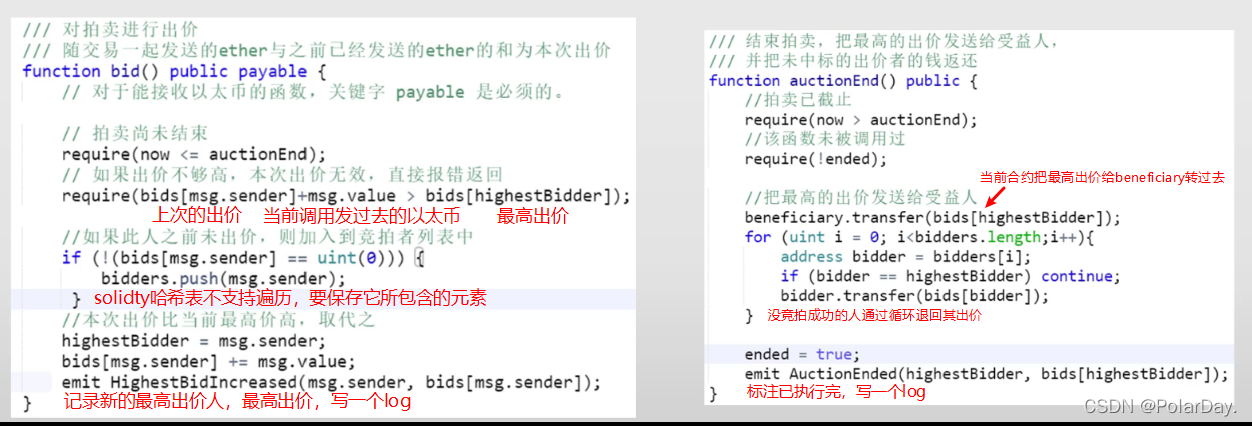 /// 对拍卖进行出价
/// 随交易一起发送的ether与之前已经发送的ether的和为本次出价
function bid() public payable {
// 对于能接收以太币的函数，关键字 payable 是必须的。
// 拍卖尚未结束
require(now <= auctionEnd);
// 如果出价不够高，本次出价无效，直接报错返回
require(bids[msg.sender]+msg.value > bids[highestBidder]);
上次的出价 当前调用发过去的以太币 最高出价
//如果此人之前未出价，则加入到竞拍者列表中
if (!(bids[msg.sender] == uint(0))) {
bidders.push(msg.sender);
} solidty哈希表不支持遍历，要保存它所包含的元素
//本次出价比当前最高价高，取代之
highestBidder = msg.sender;
bids[msg.sender] += msg.value;
emit HighestBidIncreased(msg.sender, bids[msg.sender]);
} 记录新的最高出价人，最高出价，写一个log
/// 结束拍卖，把最高的出价发送给受益人，
/// 并把未中标的出价者的钱返还
function auctionEnd() public {
//拍卖已截止
require(now > auctionEnd);
//该函数未被调用过
require(!ended);
当前合约把最高出价给beneficiary转过去
//把最高的出价发送给受益人
beneficiary.transfer(bids[highestBidder]);
for (uint i = 0; i<bidders.length;i++){
address bidder = bidders[i];
if (bidder == highestBidder) continue;
bidder.transfer(bids[bidder]);
} 没竞拍成功的人通过循环退回其出价
ended = true;
emit AuctionEnded(highestBidder, bids[highestBidder]);
} 标注已执行完，写一个log
CSDN @PolarDay.